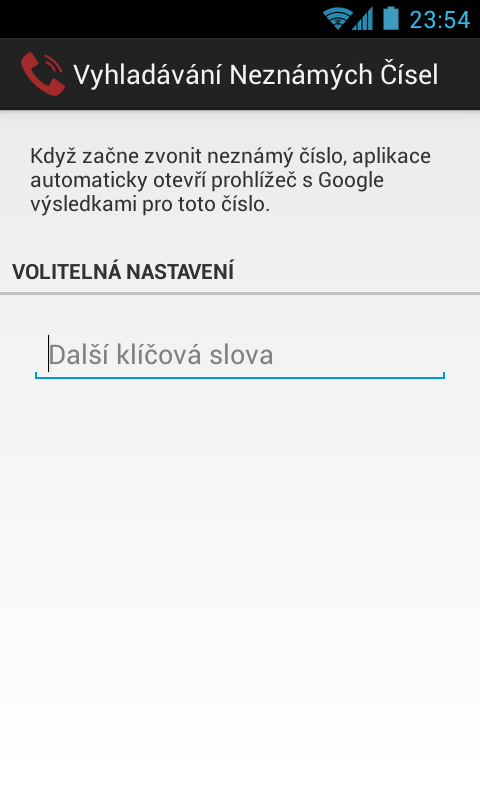 23:54
Vyhladávání Neznámých Čísel
Když začne zvonit neznámý číslo, aplikace
automaticky otevří prohlížeč s Google
výsledkami pro toto číslo.
VOLITELNÁ NASTAVENÍ
Další klíčová slova